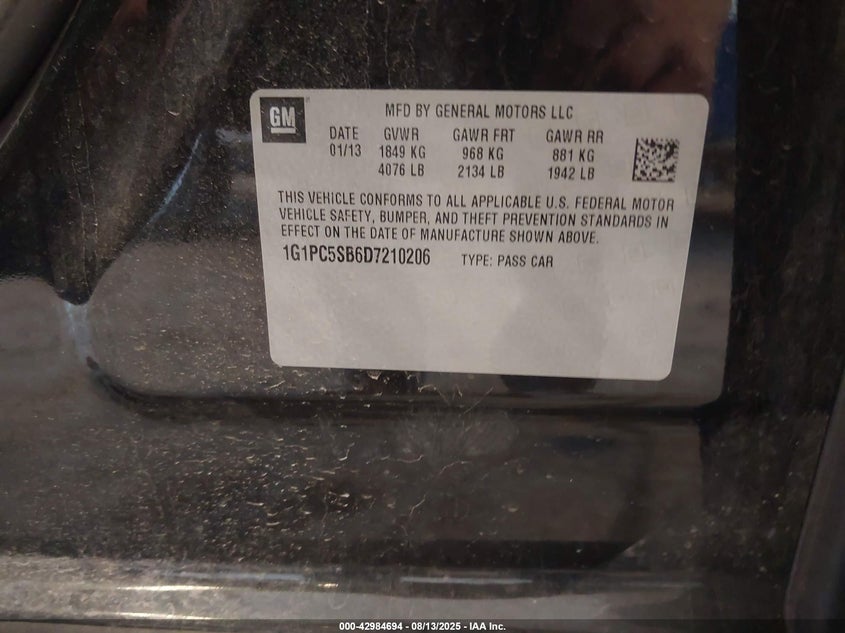 GM
MFD BY GENERAL MOTORS LLC
DATE GVWR GAWR FRT GAWR RR
01/13 1849 KG 968 KG 881 KG
4076 LB 2134 LB 1942 LB
THIS VEHICLE CONFORMS TO ALL APPLICABLE U.S. FEDERAL MOTOR
VEHICLE SAFETY, BUMPER, AND THEFT PREVENTION STANDARDS IN
EFFECT ON THE DATE OF MANUFACTURE SHOWN ABOVE.
1G1PC5SB6D7210206 TYPE: PASS CAR
000-42984694 - 08/13/2025 - IAA Inc.